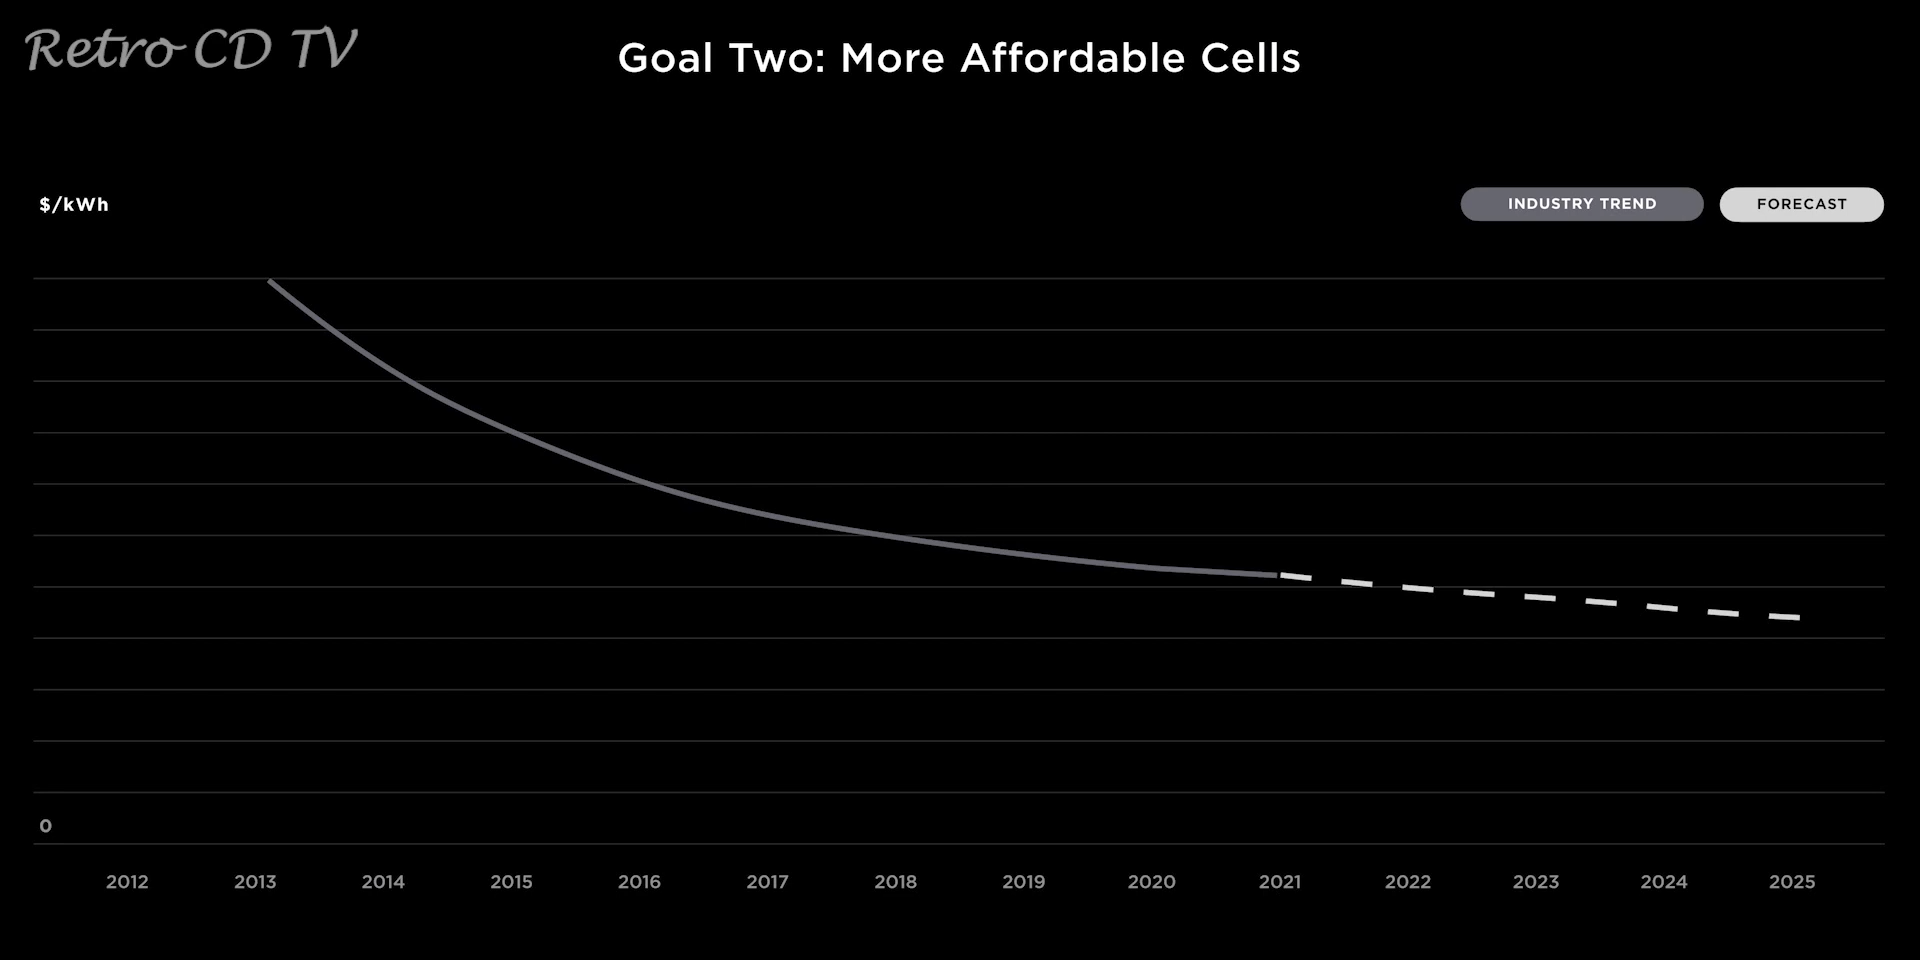 Retro CD TV
Goal Two: More Affordable Cells
$/kWh
INDUSTRY TREND
FORECAST
0
2012 2013 2014 2015 2016 2017 2018 2019 2020 2021 2022 2023 2024 2025